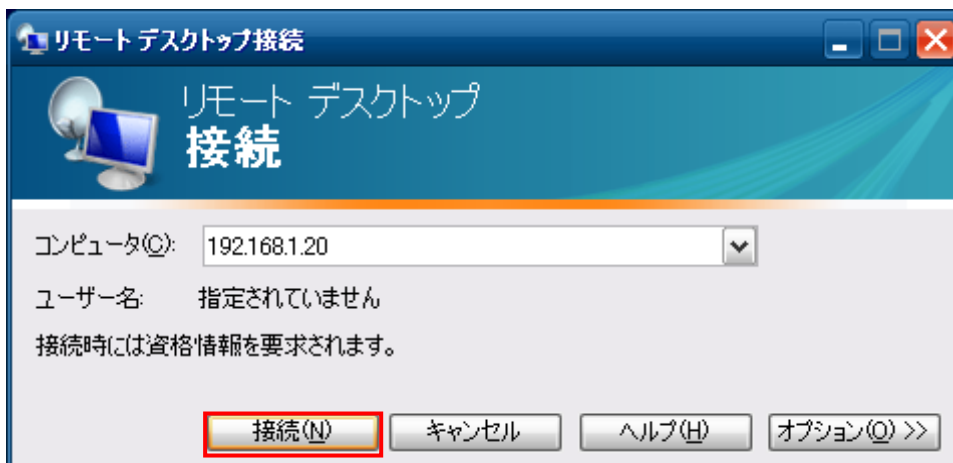 リモート デスクトップ接続
リモート デスクトップ
接続
コンピュータ(C): 192.168.1.20
ユーザー名: 指定されていません
接続時には資格情報を要求されます。
接続(N) キャンセル ヘルプ(H) オプション(O) >>